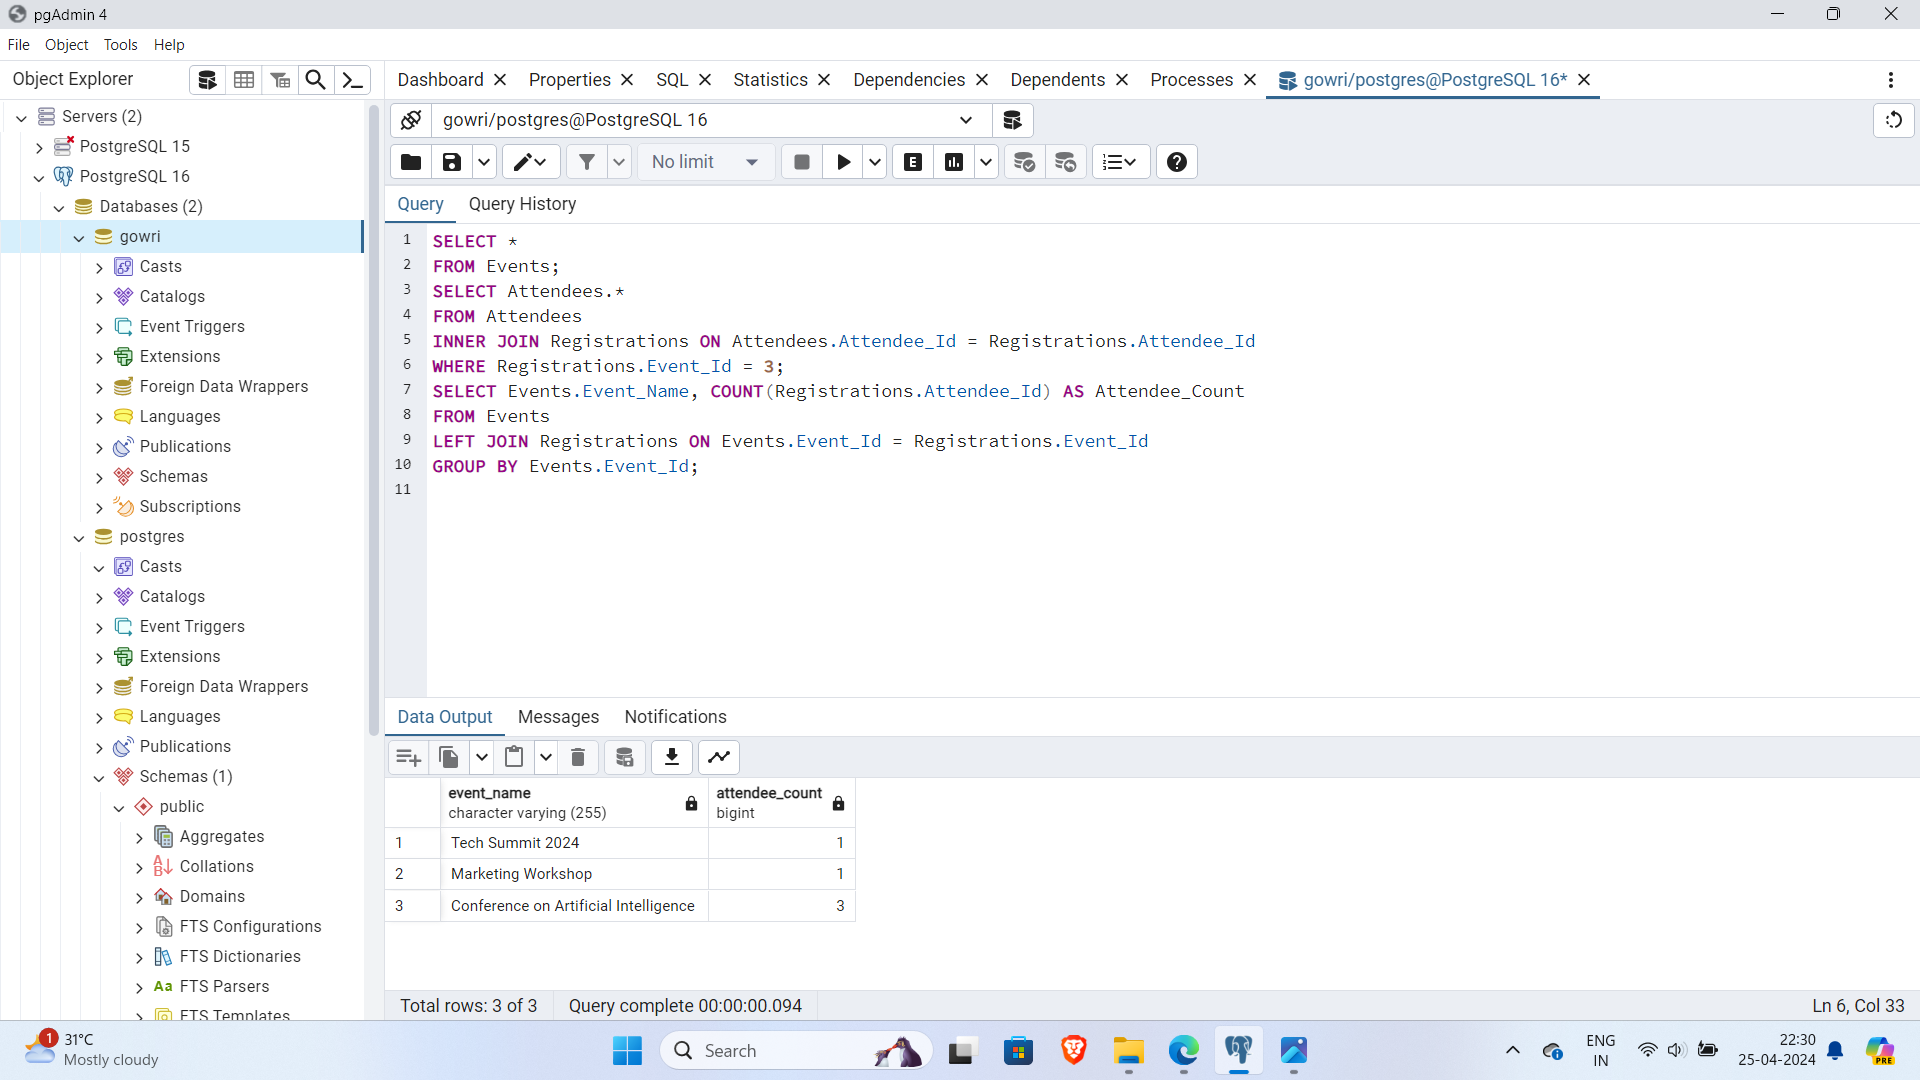 pgAdmin 4
File Object Tools Help
Object Explorer
Dashboard Properties SQL Statistics Dependencies Dependents Processes gowri/postgres@PostgreSQL 16*
Servers (2)
PostgreSQL 15
PostgreSQL 16
Databases (2)
gowri
Casts
Catalogs
Event Triggers
Extensions
Foreign Data Wrappers
Languages
Publications
Schemas
Subscriptions
postgres
Casts
Catalogs
Event Triggers
Extensions
Foreign Data Wrappers
Languages
Publications
Schemas (1)
public
Aggregates
Collations
Domains
FTS Configurations
FTS Dictionaries
Aa FTS Parsers
FTS Templates
gowri/postgres@PostgreSQL 16
No limit
E
Query Query History
1 SELECT *
2 FROM Events;
3 SELECT Attendees.*
4 FROM Attendees
5 INNER JOIN Registrations ON Attendees.Attendee_Id = Registrations.Attendee_Id
6 WHERE Registrations.Event_Id = 3;
7 SELECT Events.Event_Name, COUNT(Registrations.Attendee_Id) AS Attendee_Count
8 FROM Events
9 LEFT JOIN Registrations ON Events.Event_Id = Registrations.Event_Id
10 GROUP BY Events.Event_Id;
11
Data Output Messages Notifications
event_name attendee_count
character varying (255) bigint
1 Tech Summit 2024 1
2 Marketing Workshop 1
3 Conference on Artificial Intelligence 3
Total rows: 3 of 3 Query complete 00:00:00.094 Ln 6, Col 33
1
31°C
Mostly cloudy
Search
ENG
IN
22:30
25-04-2024
PRE